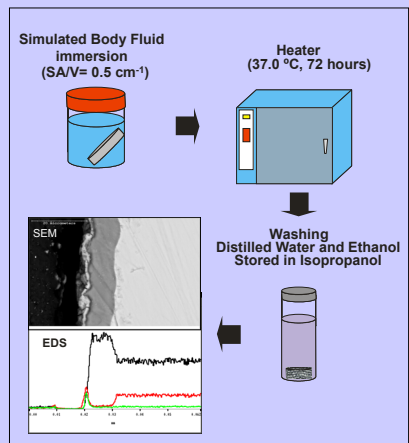 Simulated Body Fluid
immersion
(SA/V= 0.5 cm-1)
Heater
(37.0 ºC, 72 hours)
Washing
Distilled Water and Ethanol
Stored in Isopropanol
SEM
EDS